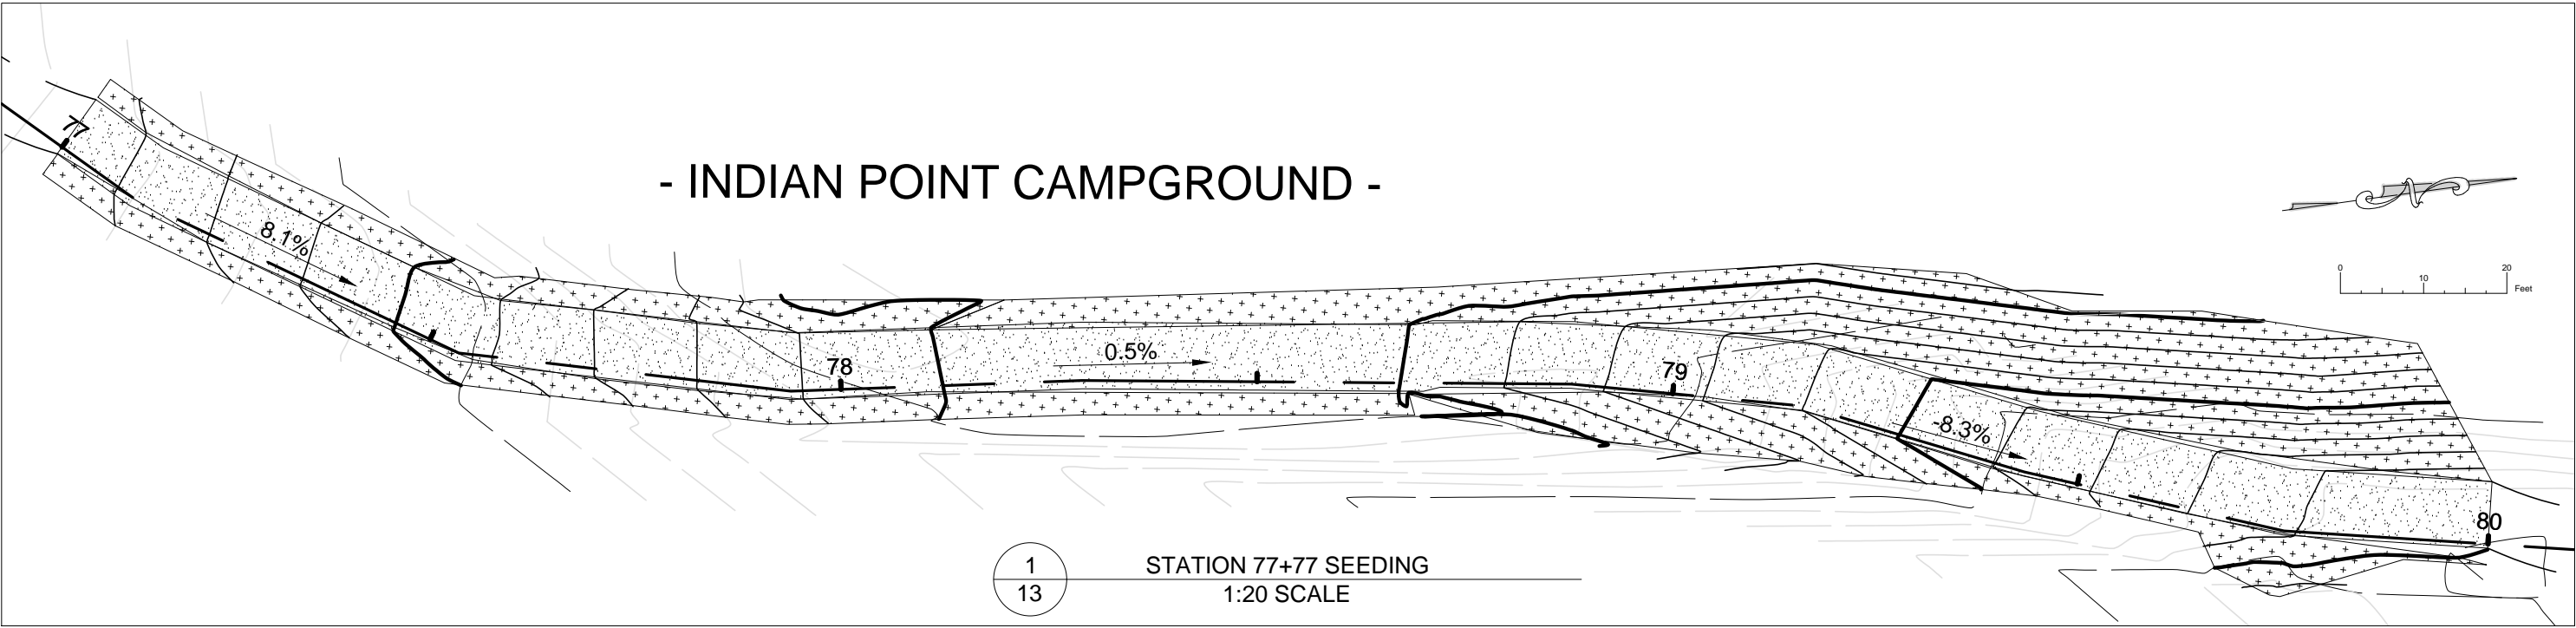 77
- INDIAN POINT CAMPGROUND -
8.1%
N
0 10 20
Feet
0.5%
78
79
-8.3%
80
1
13
STATION 77+77 SEEDING
1:20 SCALE